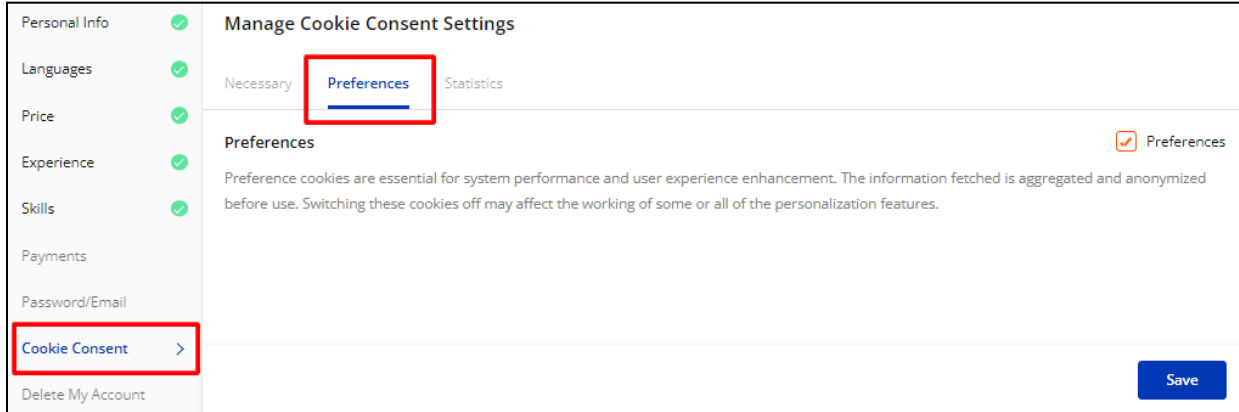 Personal Info
Languages
Price
Experience
Skills
Payments
Password/Email
Cookie Consent
Delete My Account
Manage Cookie Consent Settings
Necessary Preferences Statistics
Preferences Preferences
Preference cookies are essential for system performance and user experience enhancement. The information fetched is aggregated and anonymized
before use. Switching these cookies off may affect the working of some or all of the personalization features.
Save